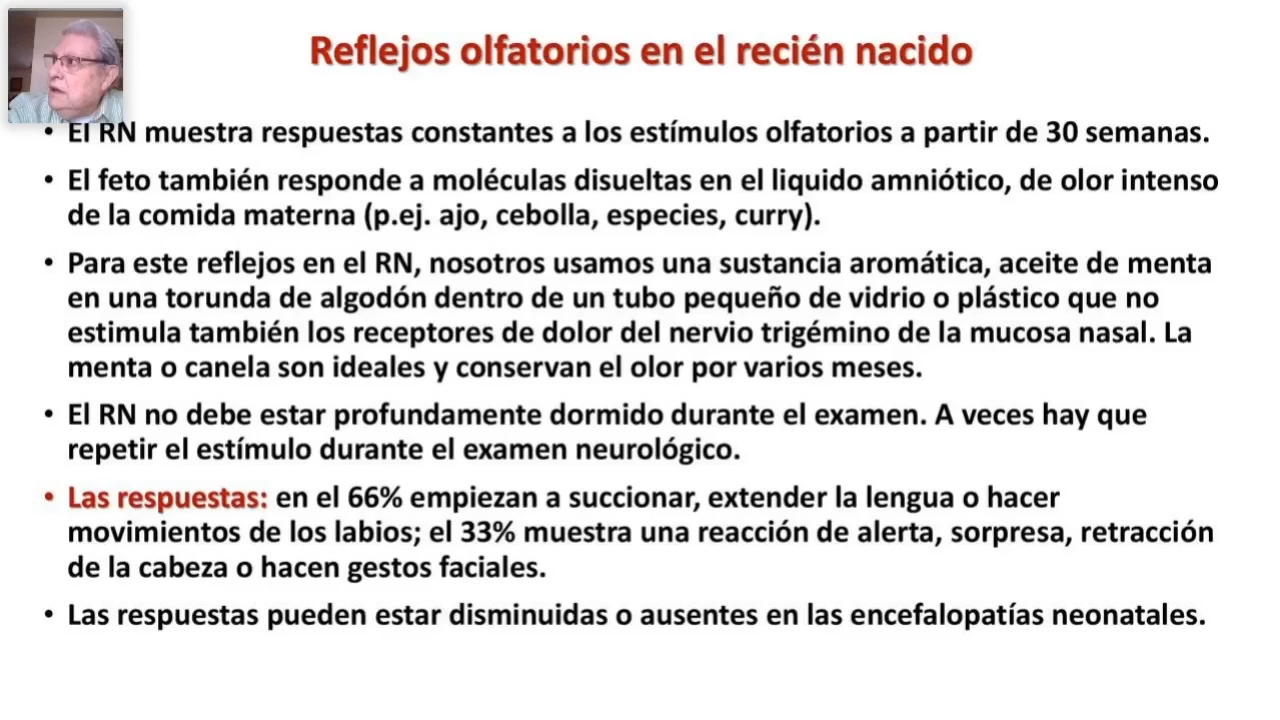 Reflejos olfatorios en el recién nacido
• El RN muestra respuestas constantes a los estímulos olfatorios a partir de 30 semanas.
• El feto también responde a moléculas disueltas en el liquido amniótico, de olor intenso
de la comida materna (p.ej. ajo, cebolla, especies, curry).
• Para este reflejos en el RN, nosotros usamos una sustancia aromática, aceite de menta
en una torunda de algodón dentro de un tubo pequeño de vidrio o plástico que no
estimula también los receptores de dolor del nervio trigémino de la mucosa nasal. La
menta o canela son ideales y conservan el olor por varios meses.
• El RN no debe estar profundamente dormido durante el examen. A veces hay que
repetir el estímulo durante el examen neurológico.
• Las respuestas: en el 66% empiezan a succionar, extender la lengua o hacer
movimientos de los labios; el 33% muestra una reacción de alerta, sorpresa, retracción
de la cabeza o hacen gestos faciales.
• Las respuestas pueden estar disminuidas o ausentes en las encefalopatías neonatales.